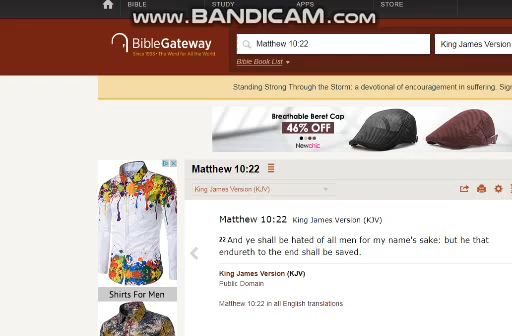 BIBLE STUDY APPS STORE
www.BANDICAM.com
BibleGateway
Matthew 10:22
King James Version
Bible Book List
Standing Strong Through the Storm: a devotional of encouragement in suffering. Sign
Breathable Beret Cap
46% OFF
Newchic
Matthew 10:22
King James Version (KJV)
Matthew 10:22 King James Version (KJV)
22 And ye shall be hated of all men for my name's sake: but he that
endureth to the end shall be saved.
King James Version (KJV)
Public Domain
Shirts For Men
Matthew 10:22 in all English translations